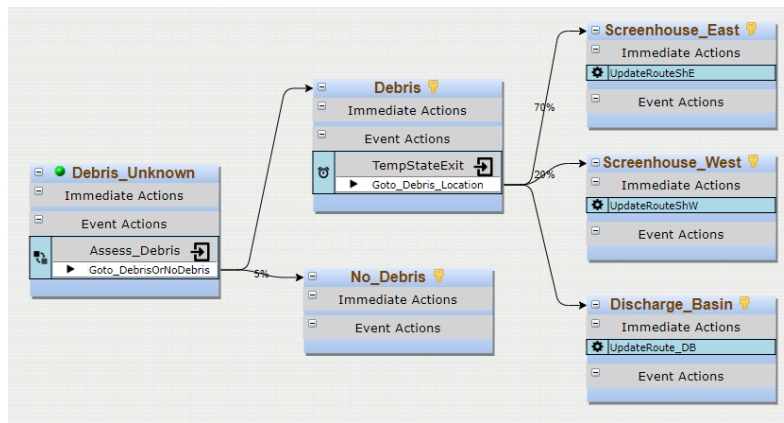 Screenhouse_East
Immediate Actions
UpdateRouteShE
Event Actions
70%
Debris
Immediate Actions
Event Actions
TempStateExit
Goto_Debris_Location
20%
Screenhouse_West
Immediate Actions
UpdateRouteShW
Event Actions
Debris_Unknown
Immediate Actions
Event Actions
Assess_Debris
Goto_DebrisOrNoDebris
5%
No_Debris
Immediate Actions
Event Actions
Discharge_Basin
Immediate Actions
UpdateRoute_DB
Event Actions